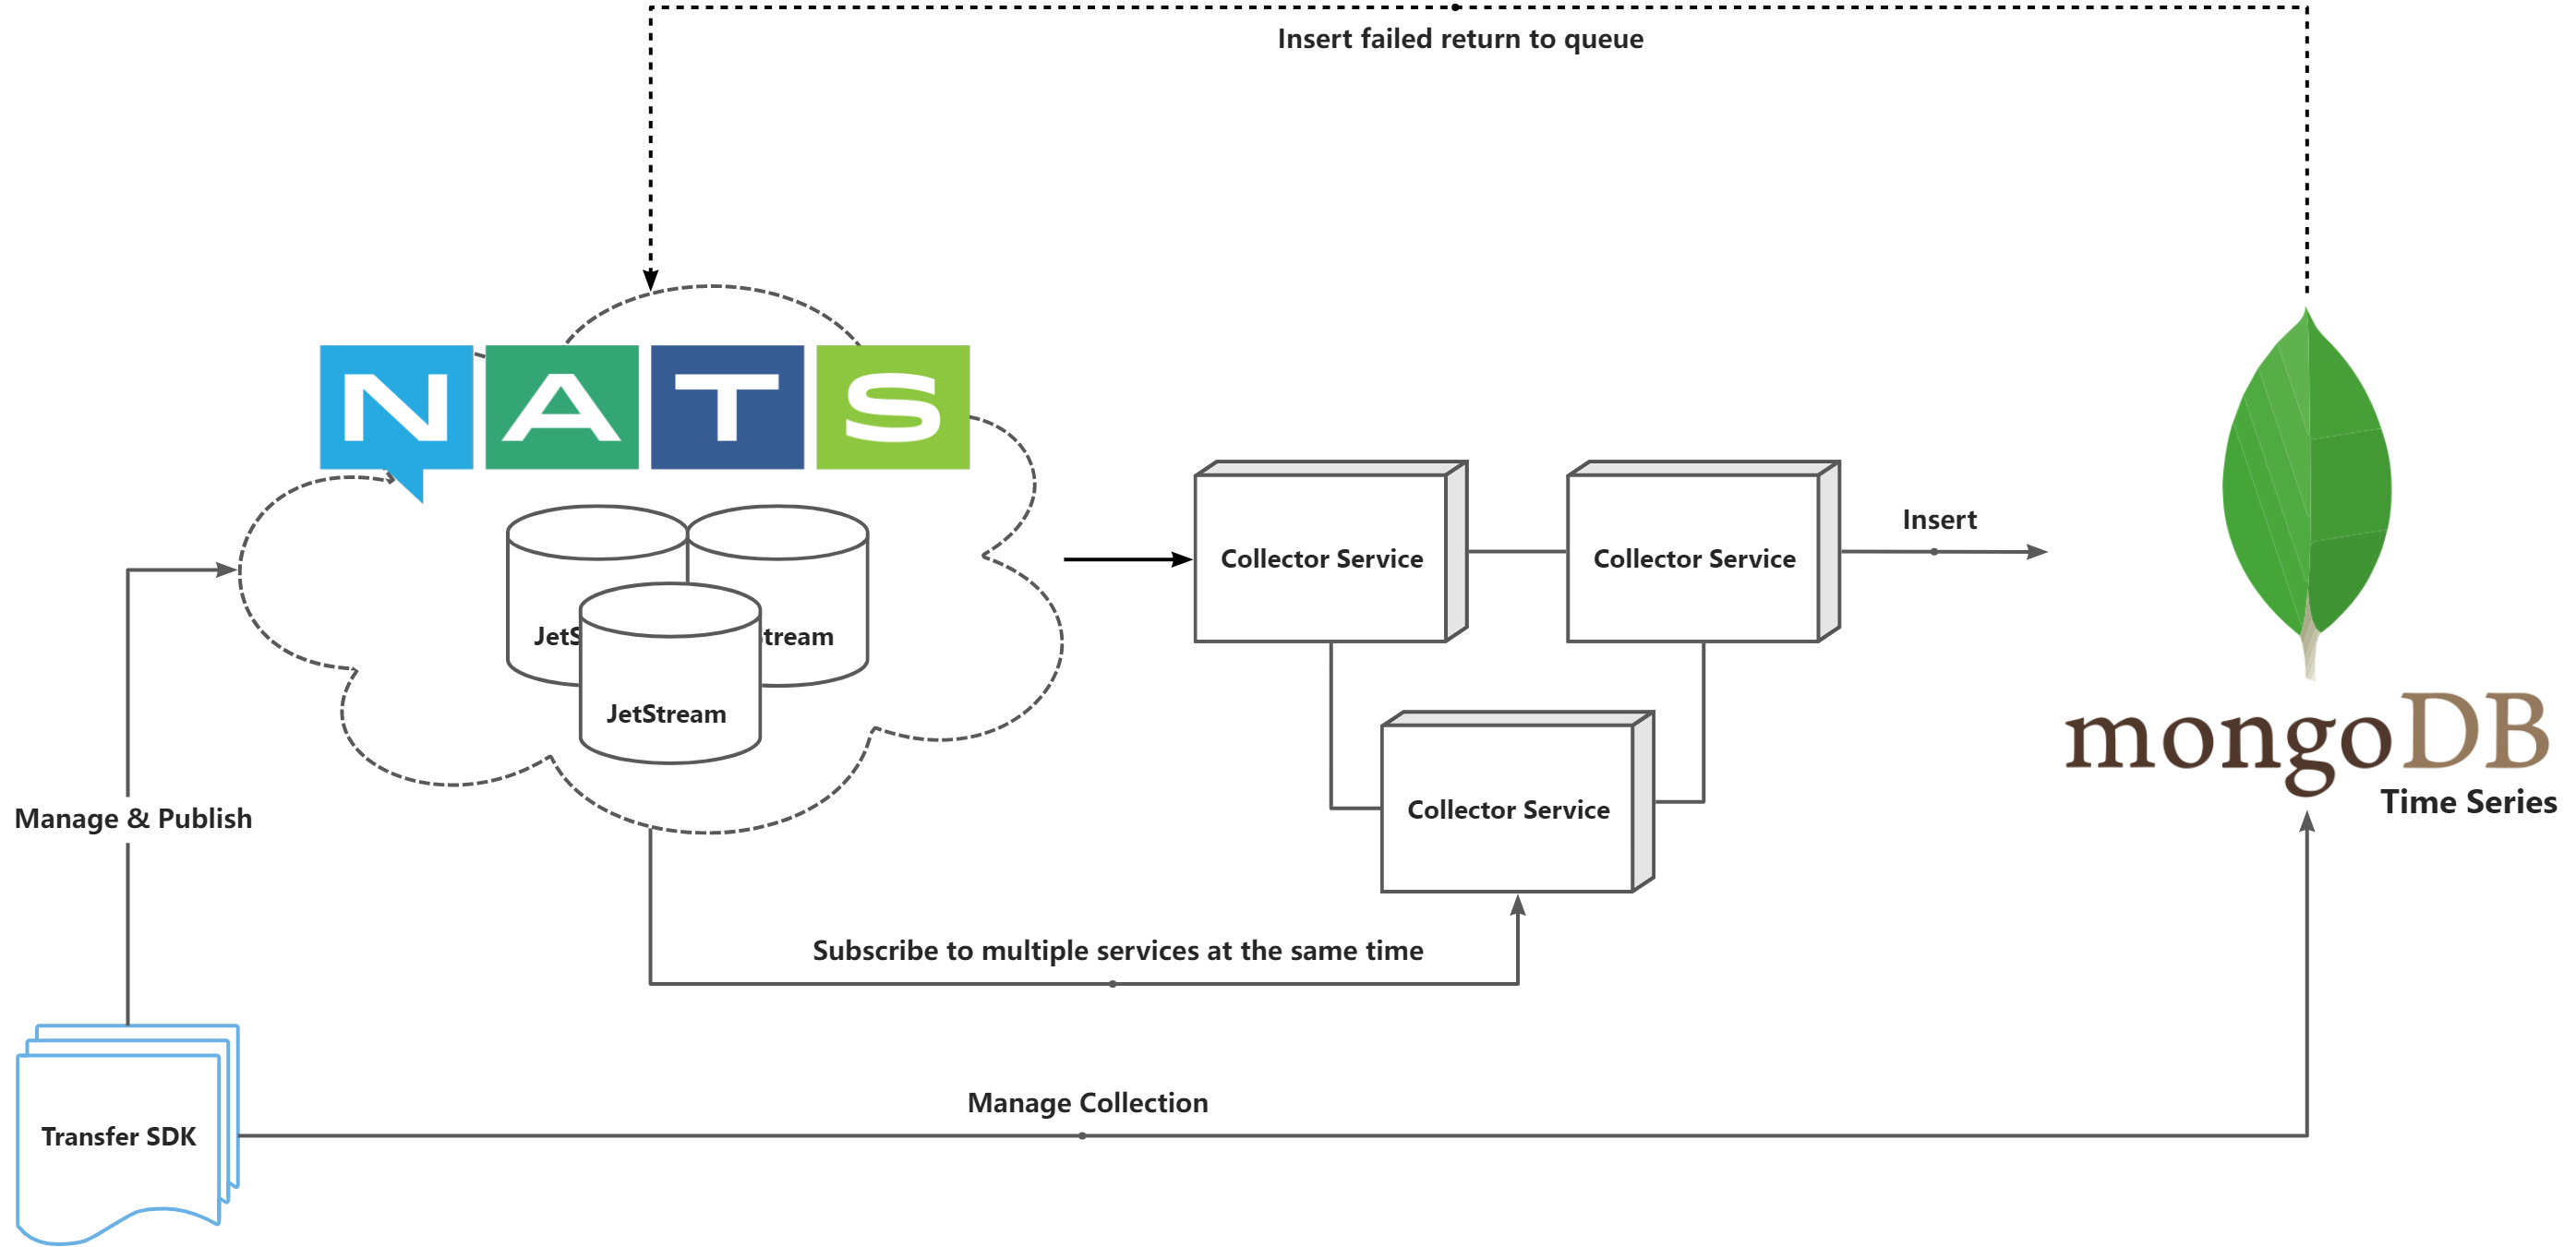 Insert failed return to queue
NATS
JetS
tream
JetStream
Collector Service
Collector Service
Insert
Collector Service
mongoDB
Time Series
Manage & Publish
Subscribe to multiple services at the same time
Manage Collection
Transfer SDK